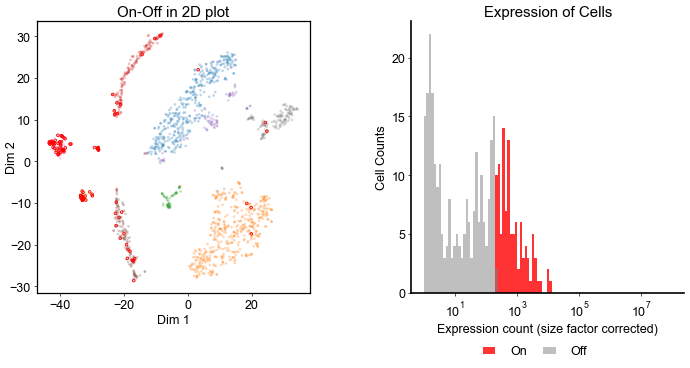 On-Off in 2D plot
Dim 2
30
20
10
0
−10
−20
−30
−40
−20
0
20
Dim 1
Expression of Cells
Cell Counts
20
15
10
5
0
10^1
10^3
10^5
10^7
Expression count (size factor corrected)
On
Off